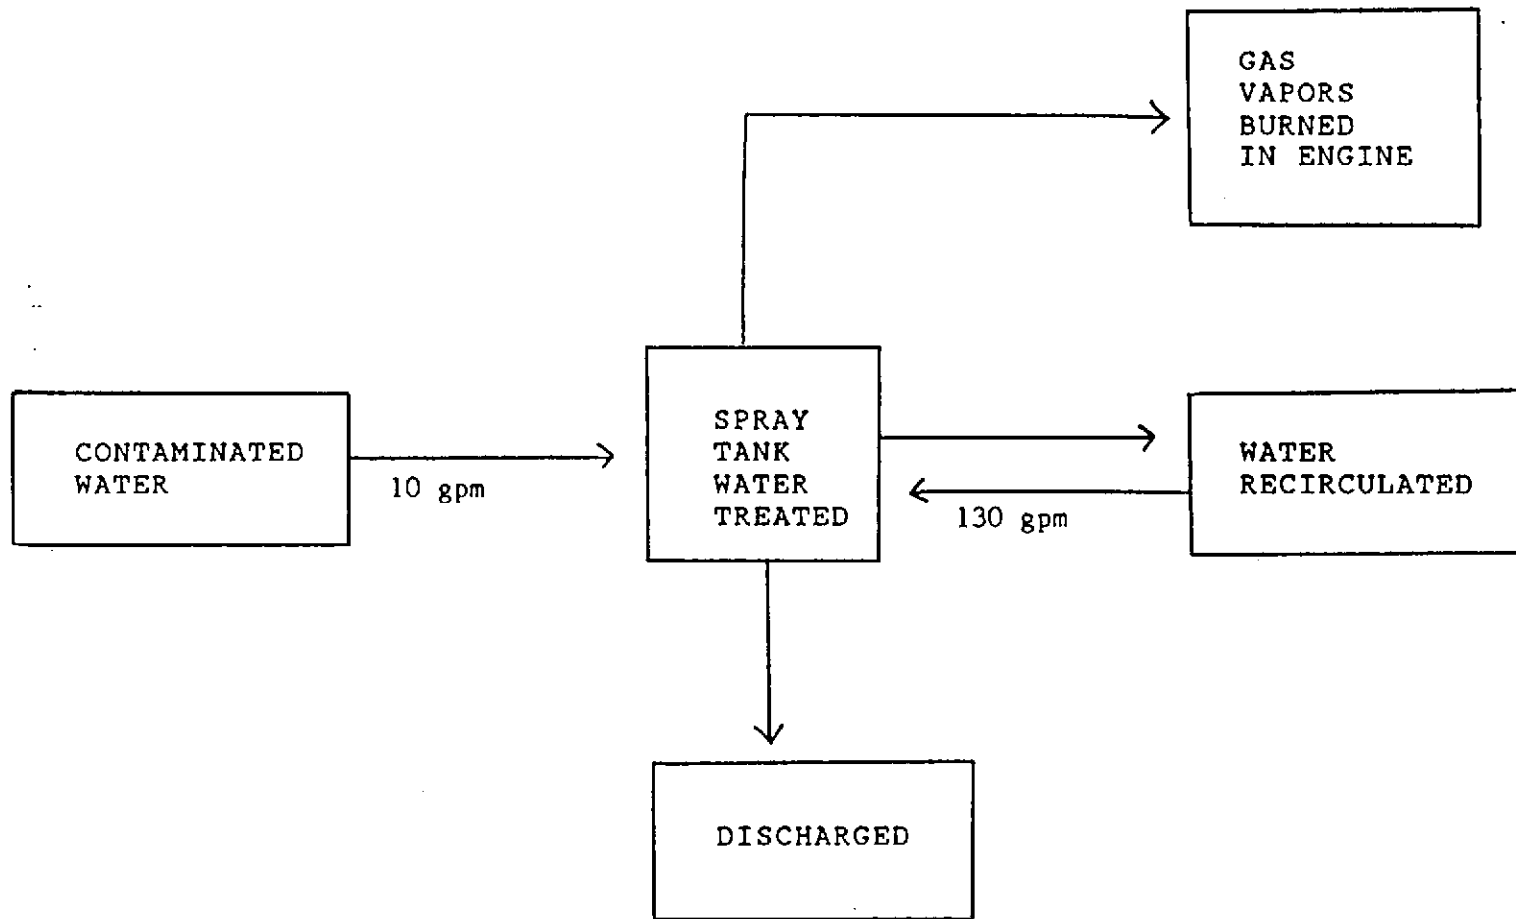 GAS
VAPORS
BURNED
IN ENGINE
CONTAMINATED
WATER
10 gpm
SPRAY
TANK
WATER
TREATED
130 gpm
WATER
RECIRCULATED
DISCHARGED